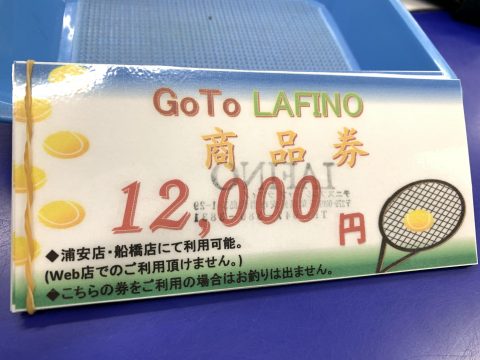 GoTo LAFINO
商品券
12,000円
◆浦安店・船橋店にて利用可能。
(Web店でのご利用頂けません。)
◆こちらの券をご利用の場合はお釣りは出ません。